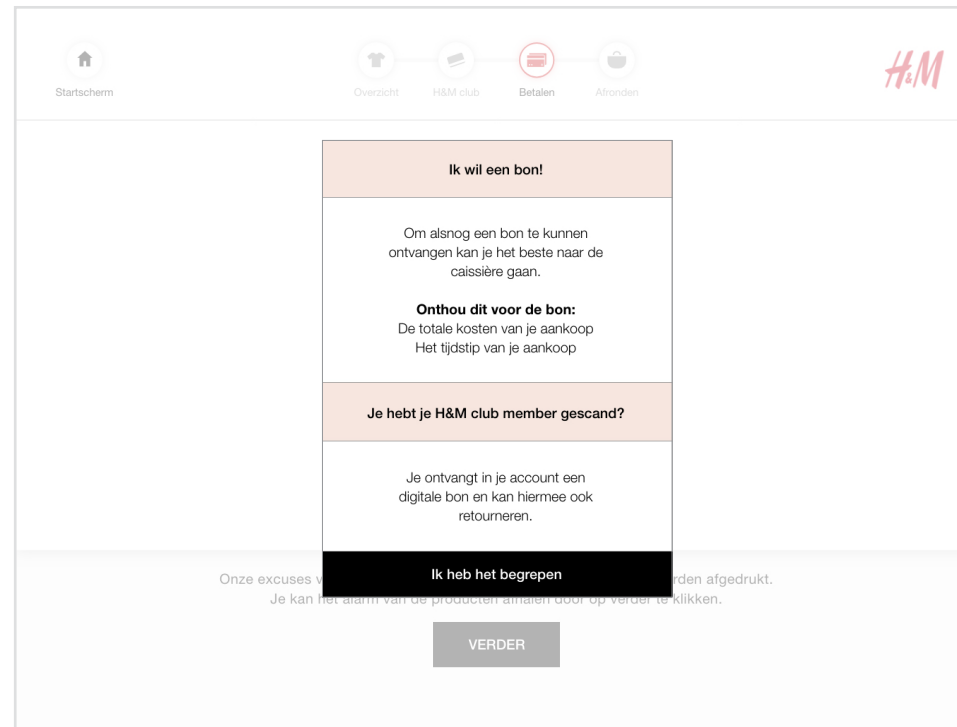 Startscherm
Overzicht
H&M club
Betalen
Afronden
H&M
Ik wil een bon!
Om alsnog een bon te kunnen
ontvangen kan je het beste naar de
caissière gaan.
Onthou dit voor de bon:
De totale kosten van je aankoop
Het tijdstip van je aankoop
Je hebt je H&M club member gescand?
Je ontvangt in je account een
digitale bon en kan hiermee ook
retourneren.
Ik heb het begrepen
Onze excuses v rden afgedrukt.
Je kan het alarm van de producten afhalen door op verder te klikken.
VERDER